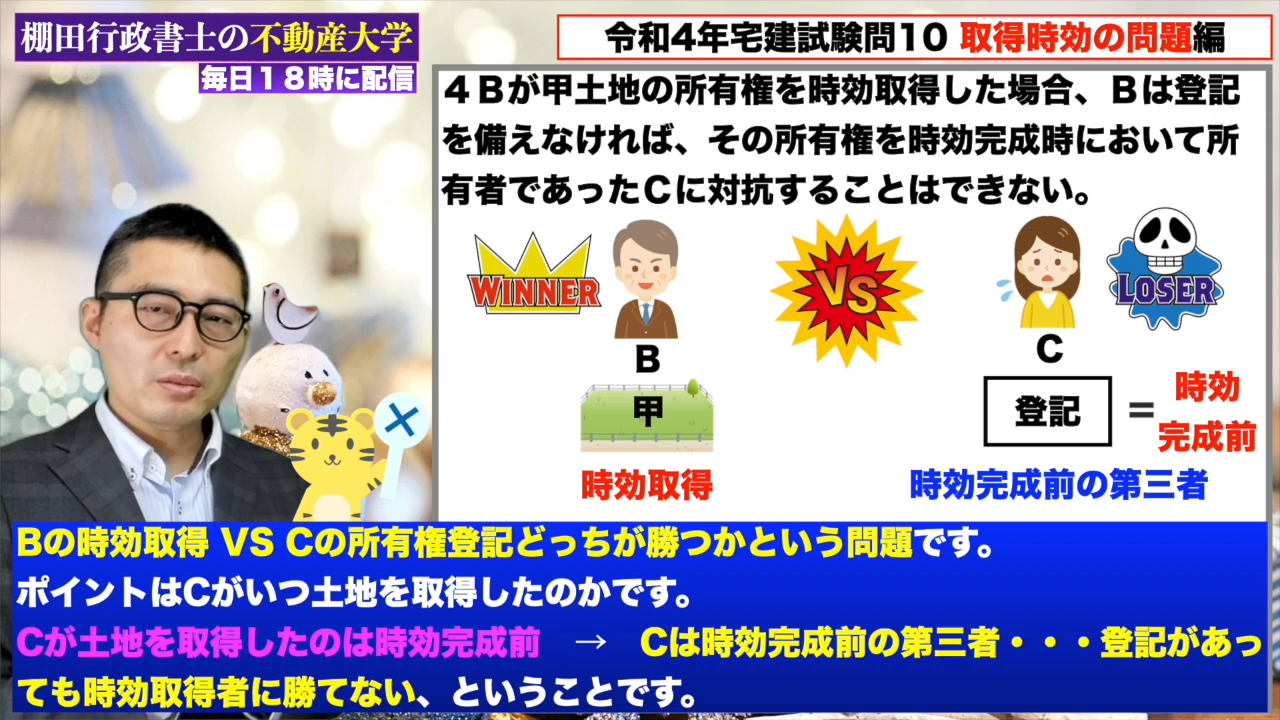 棚田行政書士の不動産大学
毎日１８時に配信
令和4年宅建試験問10 取得時効の問題編
４Ｂが甲土地の所有権を時効取得した場合、Ｂは登記
を備えなければ、その所有権を時効完成時において所
有者であったＣに対抗することはできない。
WINNER
VS
LOSER
B
C
甲
登記
=
時効
完成前
時効取得
時効完成前の第三者
Bの時効取得 VS Cの所有権登記どっちが勝つかという問題です。
ポイントはCがいつ土地を取得したのかです。
Cが土地を取得したのは時効完成前　→　Cは時効完成前の第三者・・・登記があっ
ても時効取得者に勝てない、ということです。